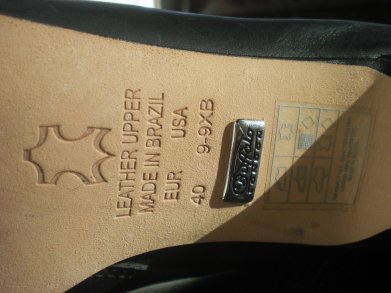 LEATHER UPPER
MADE IN BRAZIL
EUR USA
40 9-9XB